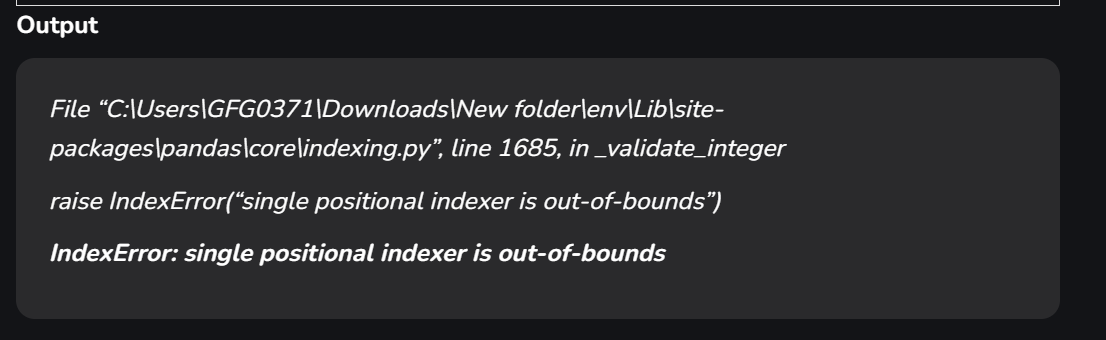 Output
File “C:\Users\GFG0371\Downloads\New folder\env\Lib\site-
packages\pandas\core\indexing.py”, line 1685, in _validate_integer
raise IndexError(“single positional indexer is out-of-bounds”)
IndexError: single positional indexer is out-of-bounds